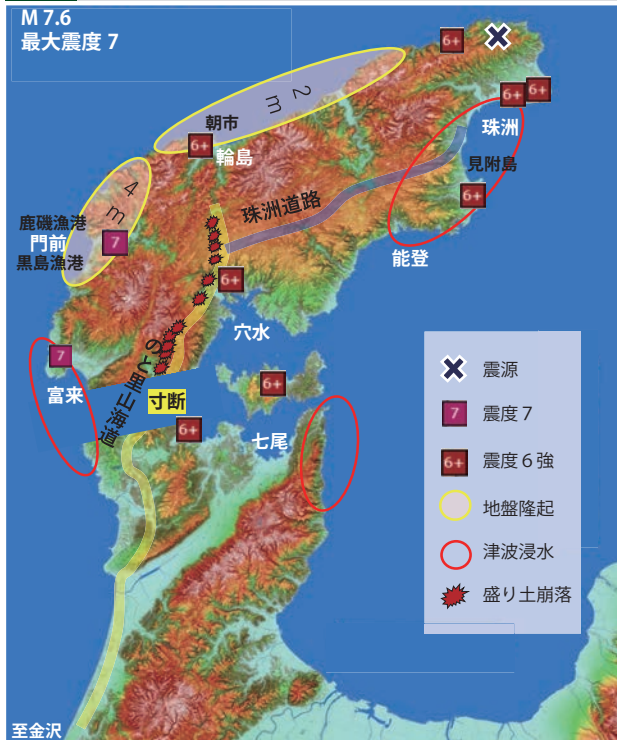 M 7.6
最大震度 7
6+
6+
6+
2m
朝市
6+
輪島
珠洲
見附島
6+
4m
珠洲道路
鹿磯漁港
門前
7
黒島漁港
能登
6+
穴水
7
富来
のと里山海道
寸断
6+
6+
七尾
震源
7
震度７
6+
震度６強
地盤隆起
津波浸水
盛り土崩落
至金沢